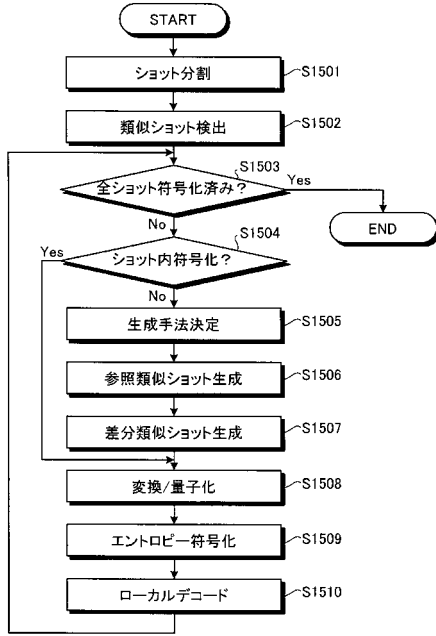 START
ショット分割
S1501
類似ショット検出
S1502
S1503
全ショット符号化済み？
Yes
END
No
S1504
ショット内符号化？
Yes
No
生成手法決定
S1505
参照類似ショット生成
S1506
差分類似ショット生成
S1507
変換/量子化
S1508
エントロピー符号化
S1509
ローカルデコード
S1510